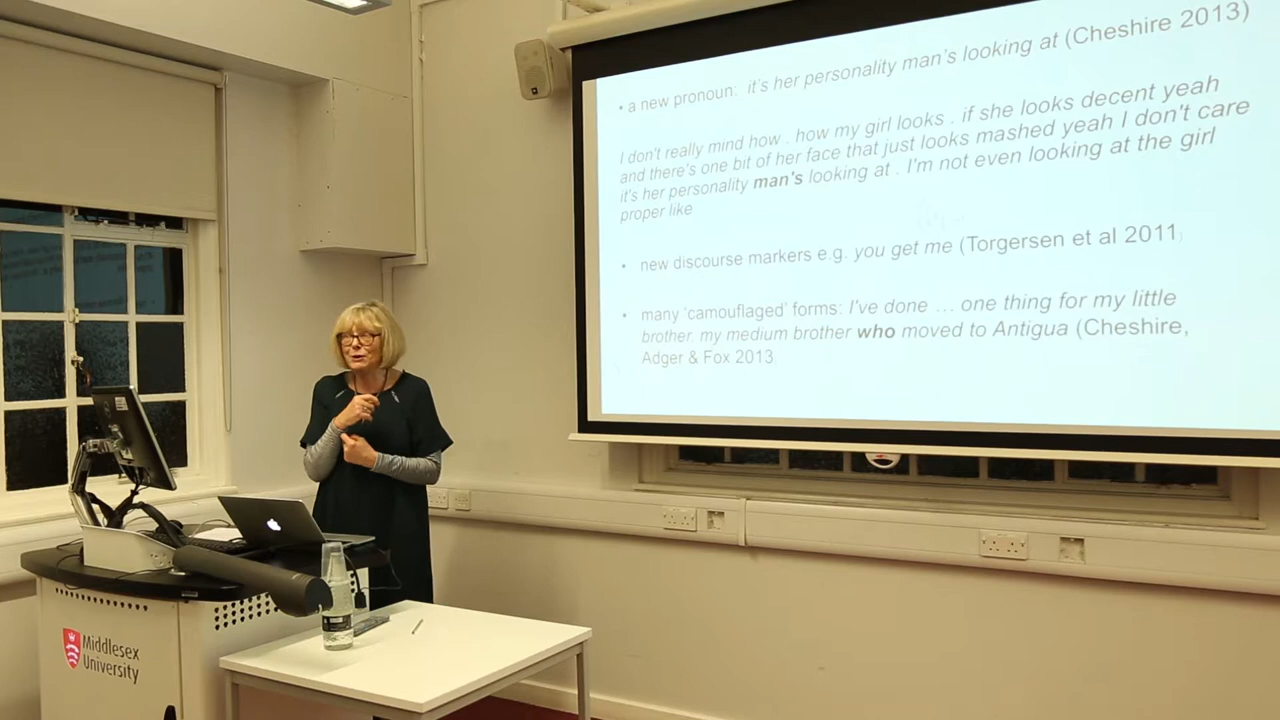 • a new pronoun: it's her personality man's looking at (Cheshire 2013)
I don't really mind how . how my girl looks . if she looks decent yeah
and there's one bit of her face that just looks mashed yeah I don't care
it's her personality man's looking at . I'm not even looking at the girl
proper like
• new discourse markers e.g. you get me (Torgersen et al 2011)
• many 'camouflaged' forms: I've done … one thing for my little
brother. my medium brother who moved to Antigua (Cheshire,
Adger & Fox 2013
Middlesex
University